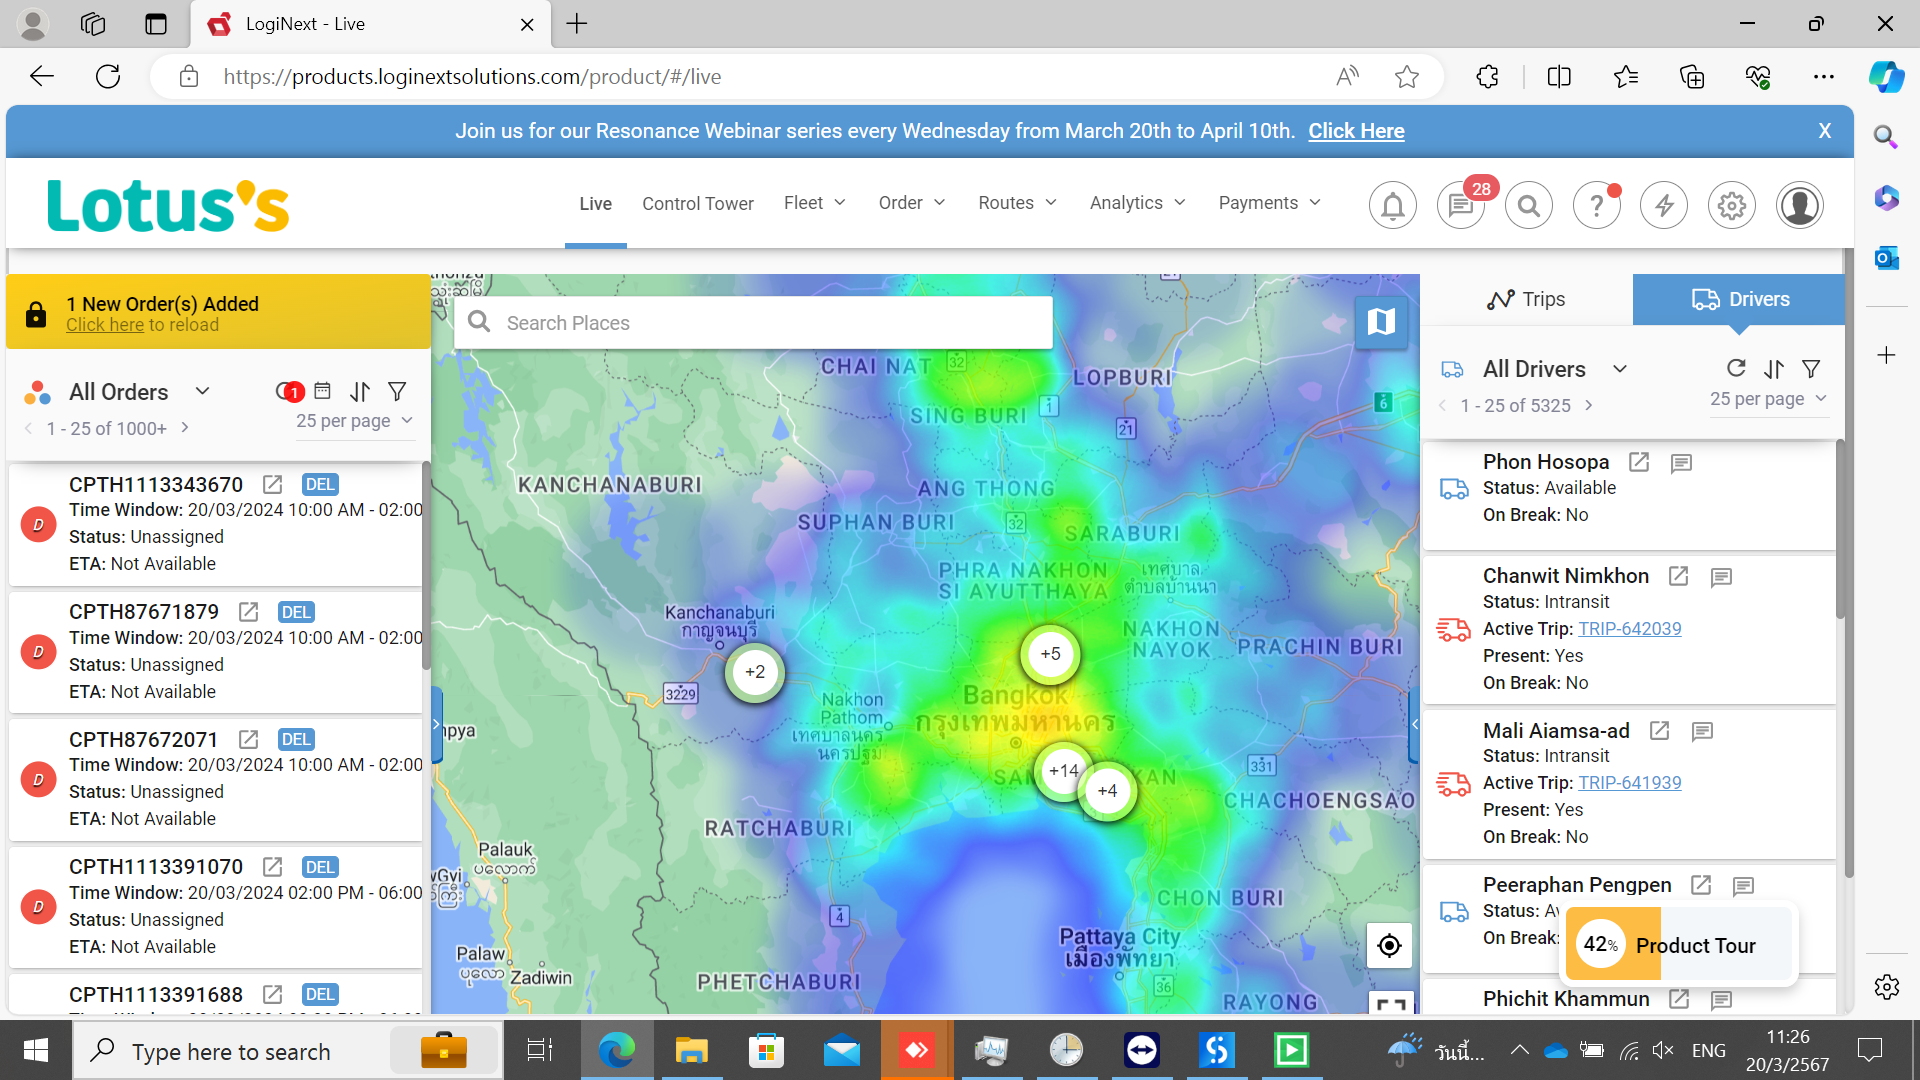 LogiNext - Live
https://products.loginextsolutions.com/product/#/live
Join us for our Resonance Webinar series every Wednesday from March 20th to April 10th. Click Here
X
Lotus's
Live
Control Tower
Fleet
Order
Routes
Analytics
Payments
28
?
1 New Order(s) Added
Click here to reload
All Orders
1
1 - 25 of 1000+
25 per page
CPTH1113343670 DEL
D
Time Window: 20/03/2024 10:00 AM - 02:00
Status: Unassigned
ETA: Not Available
CPTH87671879 DEL
D
Time Window: 20/03/2024 10:00 AM - 02:00
Status: Unassigned
ETA: Not Available
CPTH87672071 DEL
D
Time Window: 20/03/2024 10:00 AM - 02:00
Status: Unassigned
ETA: Not Available
CPTH1113391070 DEL
D
Time Window: 20/03/2024 02:00 PM - 06:00
Status: Unassigned
ETA: Not Available
CPTH1113391688 DEL
Search Places
CHAI NAT
32
LOPBURI
SING BURI
1
6
21
KANCHANABURI
ANG THONG
SUPHAN BURI
32
SARABURI
PHRA NAKHON
SI AYUTTHAYA
เทศบาล
ตำบลบ้านนา
Kanchanaburi
กาญจนบุรี
NAKHON
NAYOK
PRACHIN BURI
+5
+2
3229
Bangkok
กรุงเทพมหานคร
Nakhon
Pathom
เทศบาลนคร
นครปฐม
+14
+4
331
CHACHOENGSAO
RATCHABURI
Palauk
ပလောက်
CHON BURI
4
Pattaya City
เมืองพัทยา
Palaw
ပုလော
Zadiwin
PHETCHABURI
36
RAYONG
Trips
Drivers
All Drivers
1 - 25 of 5325
25 per page
Phon Hosopa
Status: Available
On Break: No
Chanwit Nimkhon
Status: Intransit
Active Trip: TRIP-642039
Present: Yes
On Break: No
Mali Aiamsa-ad
Status: Intransit
Active Trip: TRIP-641939
Present: Yes
On Break: No
Peeraphan Pengpen
Status:
On Break:
42% Product Tour
Phichit Khammun
Type here to search
วันนี้...
ENG
11:26
20/3/2567